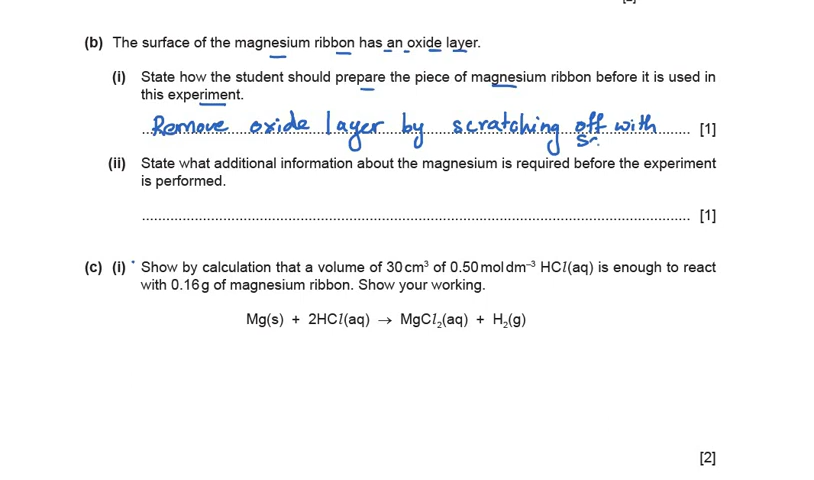 (b) The surface of the magnesium ribbon has an oxide layer.
(i) State how the student should prepare the piece of magnesium ribbon before it is used in
this experiment.
Remove oxide layer by scratching off with [1]
(ii) State what additional information about the magnesium is required before the experiment
is performed.
[1]
(c) (i) Show by calculation that a volume of 30 cm³ of 0.50 mol dm⁻³ HCl(aq) is enough to react
with 0.16 g of magnesium ribbon. Show your working.
Mg(s) + 2HCl(aq) → MgCl₂(aq) + H₂(g)
[2]